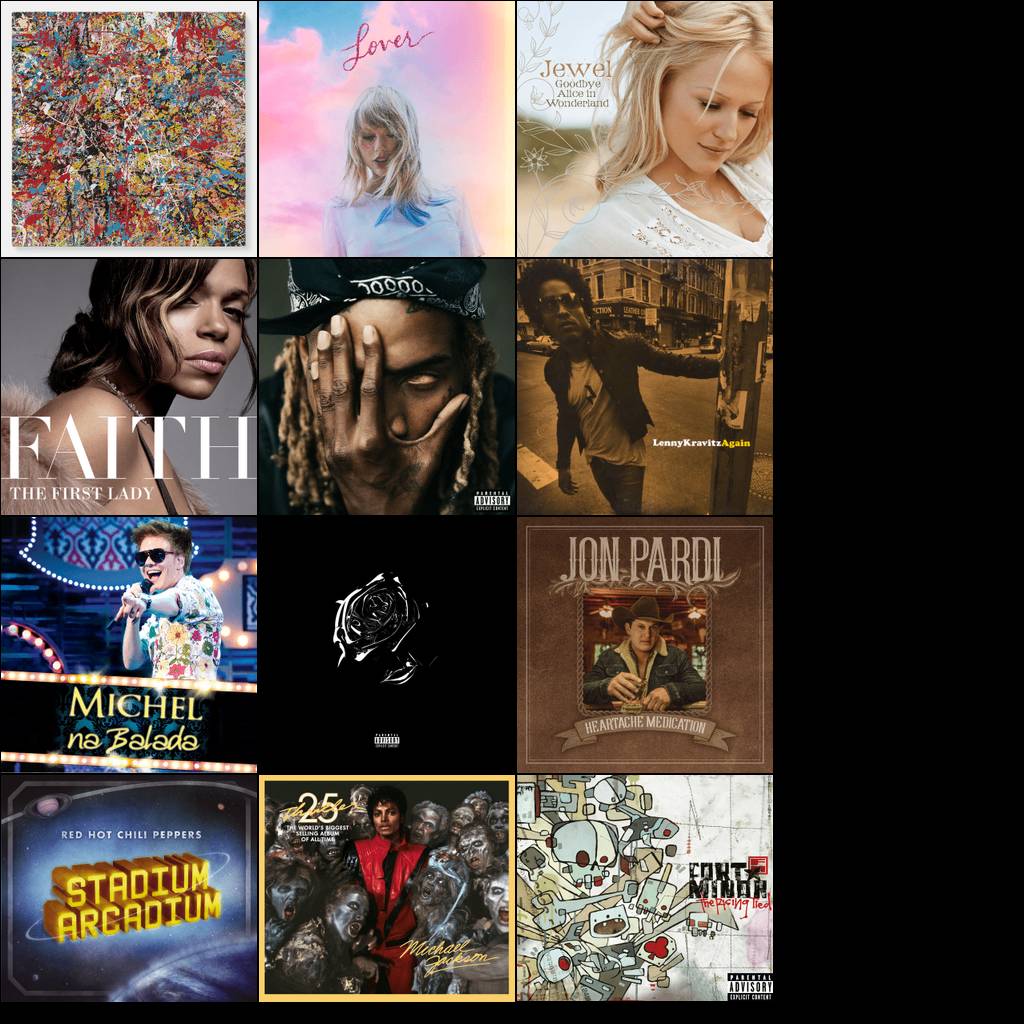 Lover
Jewel
Goodbye
Alice in
Wonderland
FAITH
THE FIRST LADY
PARENTAL
ADVISORY
EXPLICIT CONTENT
LennyKravitzAgain
MICHEL
na Balada
PARENTAL
ADVISORY
EXPLICIT CONTENT
JON PARDI
HEARTACHE MEDICATION
RED HOT CHILI PEPPERS
STADIUM
ARCADIUM
25
Thriller
THE WORLD'S BIGGEST
SELLING ALBUM
OF ALL TIME
Michael
Jackson
FORT
MINOR
the Rising Tied
PARENTAL
ADVISORY
EXPLICIT CONTENT